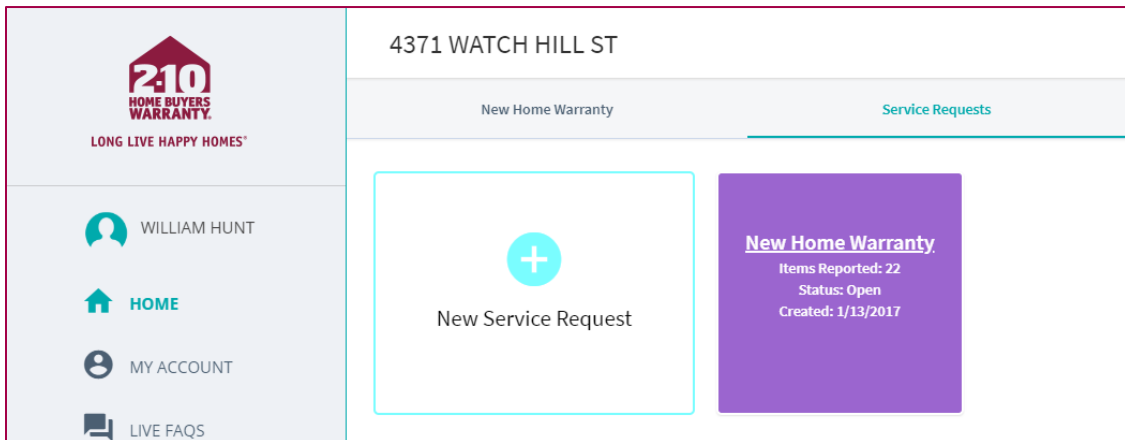 2-10
HOME BUYERS
WARRANTY.
LONG LIVE HAPPY HOMES®
WILLIAM HUNT
HOME
MY ACCOUNT
LIVE FAQS
4371 WATCH HILL ST
New Home Warranty
Service Requests
New Service Request
New Home Warranty
Items Reported: 22
Status: Open
Created: 1/13/2017